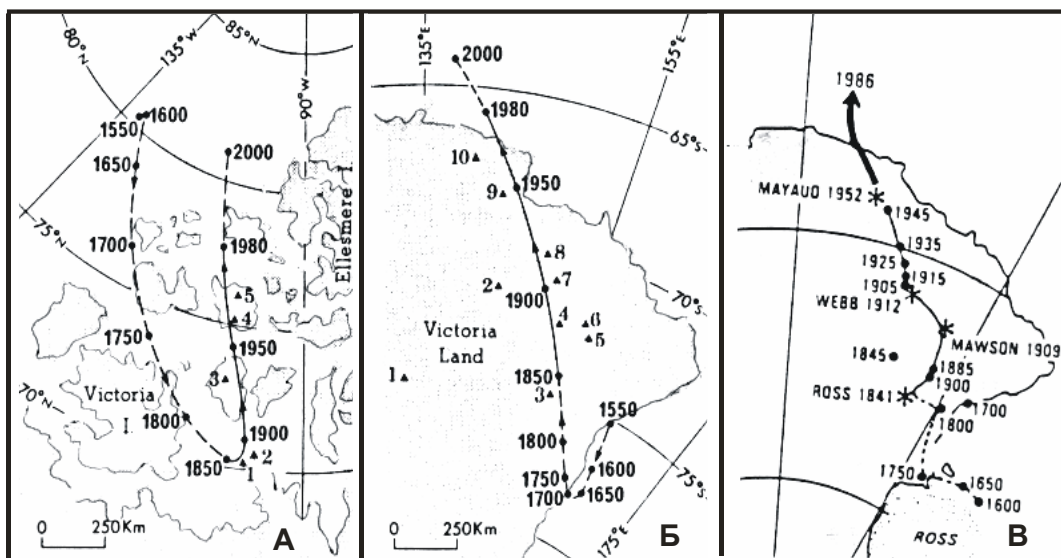 80°N
135°W
85°N
90°W
1550
1600
1650
2000
75°N
1700
1980
Ellesmere I.
5
4
1750
1950
3
Victoria
I.
70°N
1800
1900
1850
1
2
0 250Km
А
135°E
2000
155°E
1980
65°S
10
1950
9
8
2
7
1900
70°S
4
6
5
Victoria
Land
1
1850
3
1550
1800
1750
1600
1700
1650
75°S
175°E
0 250Km
Б
1986
MAYAUD 1952
1945
1935
1925
1915
1905
WEBB 1912
MAWSON 1909
1845
1885
1900
ROSS 1841
1700
1800
1750
1650
1600
ROSS
В